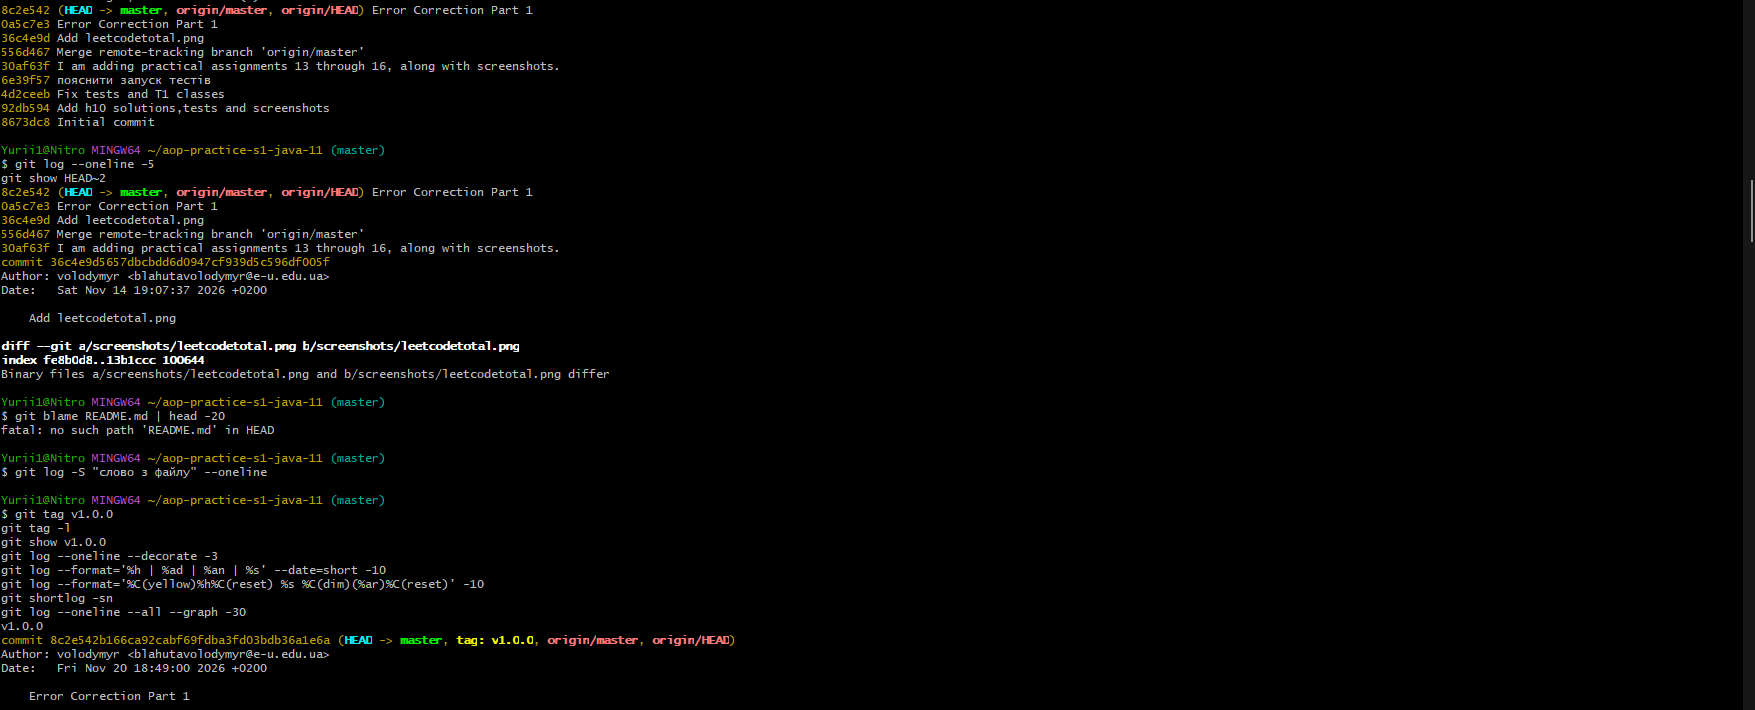 8c2e542 (HEAD -> master, origin/master, origin/HEAD) Error Correction Part 1
0a5c7e3 Error Correction Part 1
36c4e9d Add leetcodetotal.png
556d467 Merge remote-tracking branch 'origin/master'
30af63f I am adding practical assignments 13 through 16, along with screenshots.
6e39f57 пояснити запуск тестів
4d2ceeb Fix tests and T1 classes
92db594 Add h10 solutions,tests and screenshots
8673dc8 Initial commit
Yurii1@Nitro MINGW64 ~/aop-practice-s1-java-11 (master)
$ git log --oneline -5
git show HEAD~2
8c2e542 (HEAD -> master, origin/master, origin/HEAD) Error Correction Part 1
0a5c7e3 Error Correction Part 1
36c4e9d Add leetcodetotal.png
556d467 Merge remote-tracking branch 'origin/master'
30af63f I am adding practical assignments 13 through 16, along with screenshots.
commit 36c4e9d5657dbcbdd6d0947cf939d5c596df005f
Author: volodymyr <blahutavolodymyr@e-u.edu.ua>
Date:   Sat Nov 14 19:07:37 2026 +0200
Add leetcodetotal.png
diff --git a/screenshots/leetcodetotal.png b/screenshots/leetcodetotal.png
index fe8b0d8..13b1ccc 100644
Binary files a/screenshots/leetcodetotal.png and b/screenshots/leetcodetotal.png differ
Yurii1@Nitro MINGW64 ~/aop-practice-s1-java-11 (master)
$ git blame README.md | head -20
fatal: no such path 'README.md' in HEAD
Yurii1@Nitro MINGW64 ~/aop-practice-s1-java-11 (master)
$ git log -S "слово з файлу" --oneline
Yurii1@Nitro MINGW64 ~/aop-practice-s1-java-11 (master)
$ git tag v1.0.0
git tag -l
git show v1.0.0
git log --oneline --decorate -3
git log --format='%h | %ad | %an | %s' --date=short -10
git log --format='%C(yellow)%h%C(reset) %s %C(dim)(%ar)%C(reset)' -10
git shortlog -sn
git log --oneline --all --graph -30
v1.0.0
commit 8c2e542b166ca92cabf69fdba3fd03bdb36a1e6a (HEAD -> master, tag: v1.0.0, origin/master, origin/HEAD)
Author: volodymyr <blahutavolodymyr@e-u.edu.ua>
Date:   Fri Nov 20 18:49:00 2026 +0200
Error Correction Part 1